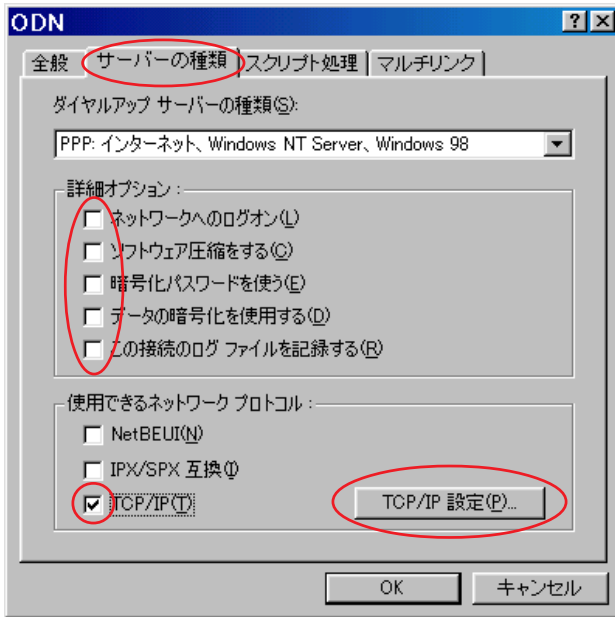 ODN
全般 サーバーの種類 スクリプト処理 マルチリンク
ダイヤルアップ サーバーの種類(S):
PPP: インターネット、Windows NT Server、Windows 98
詳細オプション:
ネットワークへのログオン(L)
ソフトウェア圧縮をする(C)
暗号化パスワードを使う(E)
データの暗号化を使用する(D)
この接続のログ ファイルを記録する(R)
使用できるネットワーク プロトコル:
NetBEUI(N)
IPX/SPX 互換(I)
TCP/IP(T) TCP/IP 設定(P)...
OK キャンセル